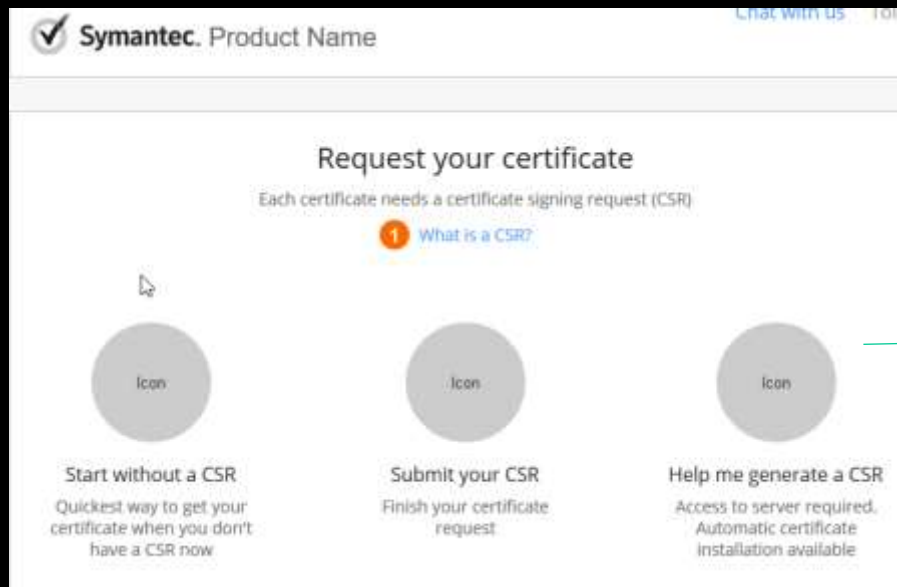 Chat with us
Symantec. Product Name
Request your certificate
Each certificate needs a certificate signing request (CSR)
1 What is a CSR?
Icon Icon Icon
Start without a CSR
Quickest way to get your
certificate when you don't
have a CSR now
Submit your CSR
Finish your certificate
request
Help me generate a CSR
Access to server required.
Automatic certificate
installation available